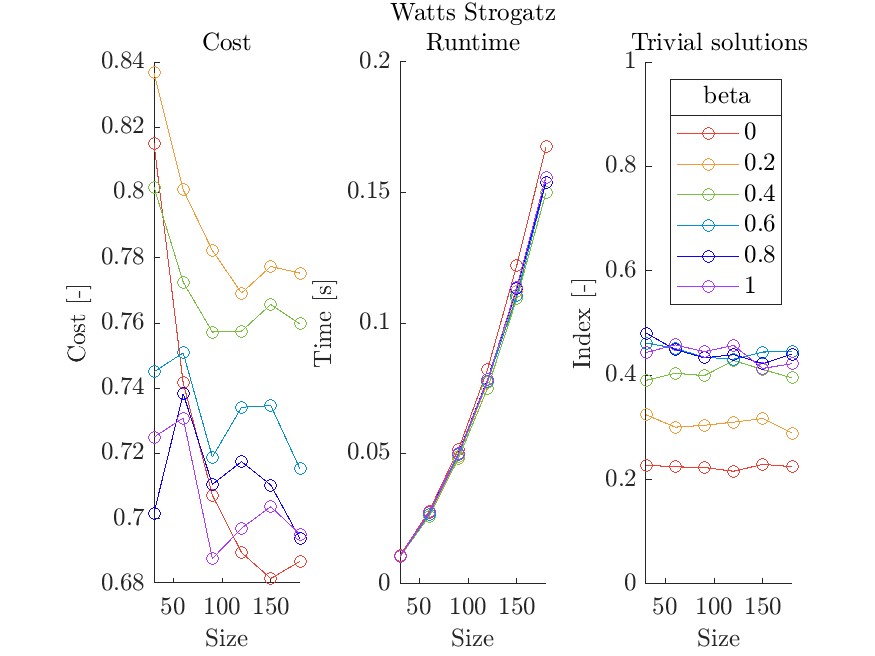 Watts Strogatz
Cost
Runtime
Trivial solutions
0.84
0.82
0.8
0.78
0.76
0.74
0.72
0.7
0.68
Cost [-]
50 100 150
Size
0.2
0.15
0.1
0.05
0
Time [s]
50 100 150
Size
1
0.8
0.6
0.4
0.2
0
Index [-]
50 100 150
Size
beta
0
0.2
0.4
0.6
0.8
1